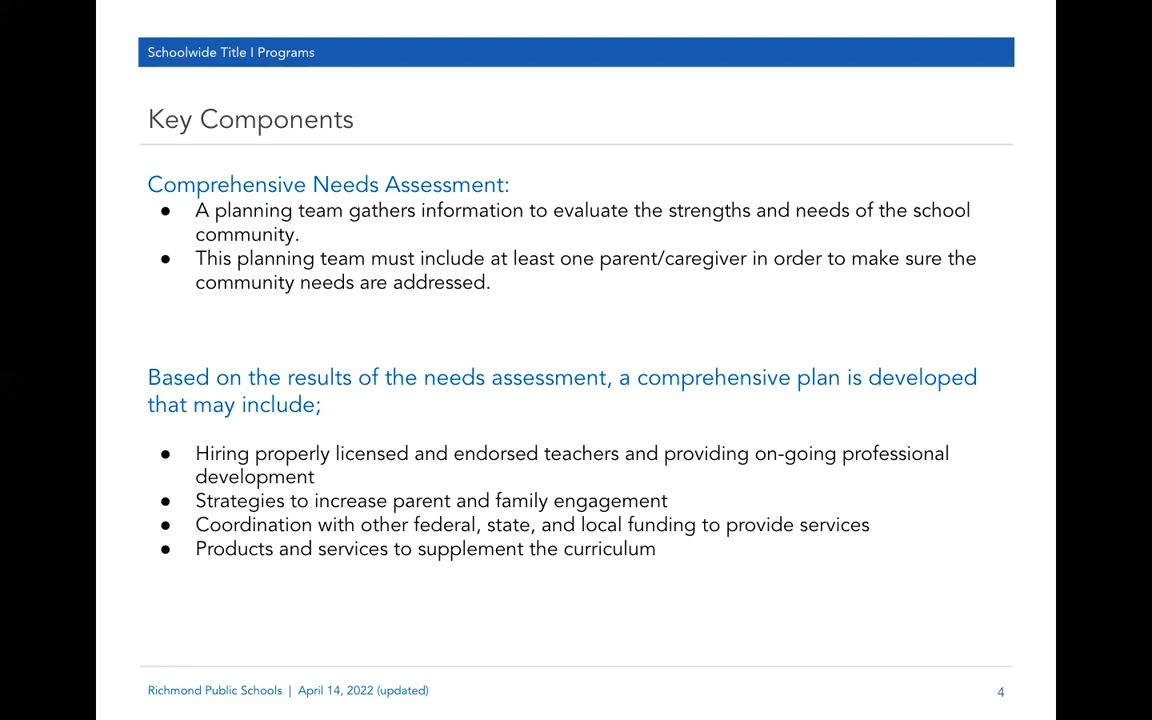 Schoolwide Title I Programs
Key Components
Comprehensive Needs Assessment:
● A planning team gathers information to evaluate the strengths and needs of the school
community.
● This planning team must include at least one parent/caregiver in order to make sure the
community needs are addressed.
Based on the results of the needs assessment, a comprehensive plan is developed
that may include;
● Hiring properly licensed and endorsed teachers and providing on-going professional
development
● Strategies to increase parent and family engagement
● Coordination with other federal, state, and local funding to provide services
● Products and services to supplement the curriculum
Richmond Public Schools | April 14, 2022 (updated)
4